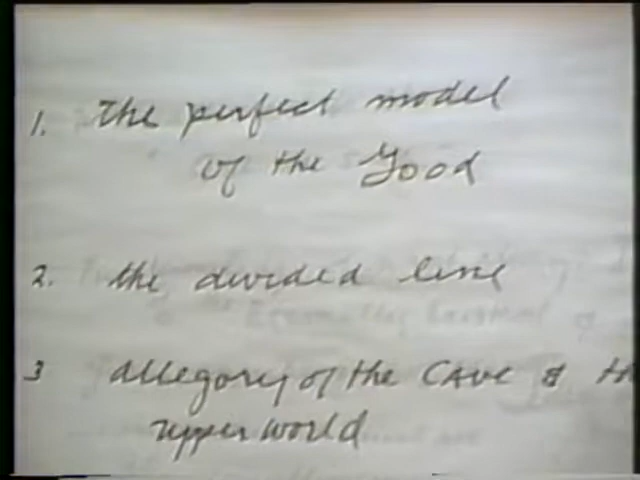 1. The perfect model
of the Good
2. the divided line
3 allegory of the CAVE & th
upper world